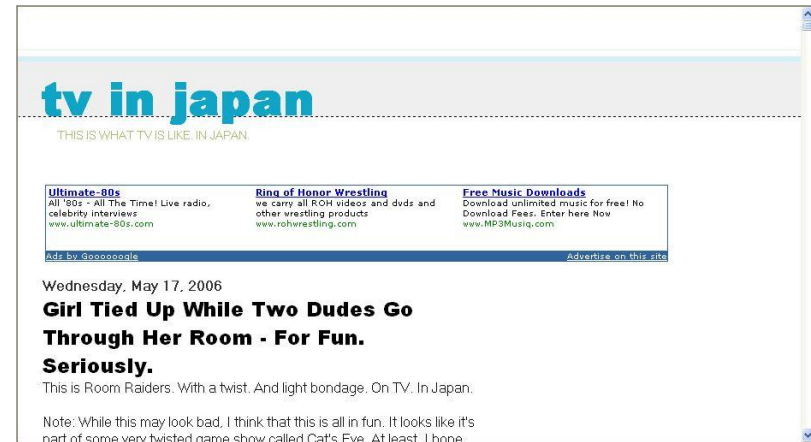 tv in japan
THIS IS WHAT TV IS LIKE. IN JAPAN.
Ultimate-80s
All '80s - All The Time! Live radio,
celebrity interviews
www.ultimate-80s.com
Ring of Honor Wrestling
we carry all ROH videos and dvds and
other wrestling products
www.rohwrestling.com
Free Music Downloads
Download unlimited music for free! No
Download Fees. Enter here Now
www.MP3Musiq.com
Ads by Goooooogle
Advertise on this site
Wednesday, May 17, 2006
Girl Tied Up While Two Dudes Go
Through Her Room - For Fun.
Seriously.
This is Room Raiders. With a twist. And light bondage. On TV. In Japan.
Note: While this may look bad, I think that this is all in fun. It looks like it's
part of some very twisted game show called Cat's Eye. At least, I hope